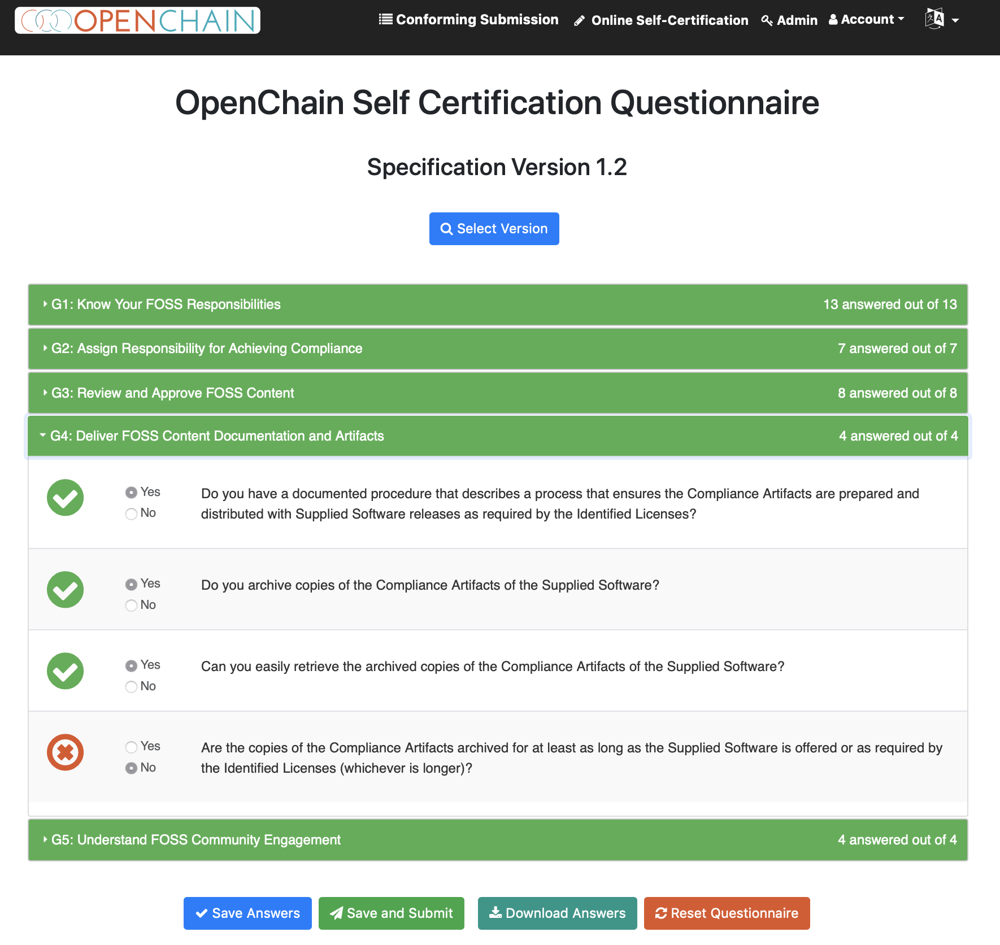 OPENCHAIN
Conforming Submission
Online Self-Certification
Admin
Account
OpenChain Self Certification Questionnaire
Specification Version 1.2
Select Version
G1: Know Your FOSS Responsibilities 13 answered out of 13
G2: Assign Responsibility for Achieving Compliance 7 answered out of 7
G3: Review and Approve FOSS Content 8 answered out of 8
G4: Deliver FOSS Content Documentation and Artifacts 4 answered out of 4
Yes
No
Do you have a documented procedure that describes a process that ensures the Compliance Artifacts are prepared and
distributed with Supplied Software releases as required by the Identified Licenses?
Yes
No
Do you archive copies of the Compliance Artifacts of the Supplied Software?
Yes
No
Can you easily retrieve the archived copies of the Compliance Artifacts of the Supplied Software?
Yes
No
Are the copies of the Compliance Artifacts archived for at least as long as the Supplied Software is offered or as required by
the Identified Licenses (whichever is longer)?
G5: Understand FOSS Community Engagement 4 answered out of 4
Save Answers
Save and Submit
Download Answers
Reset Questionnaire